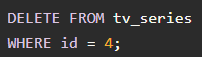 DELETE FROM tv_series
WHERE id = 4;